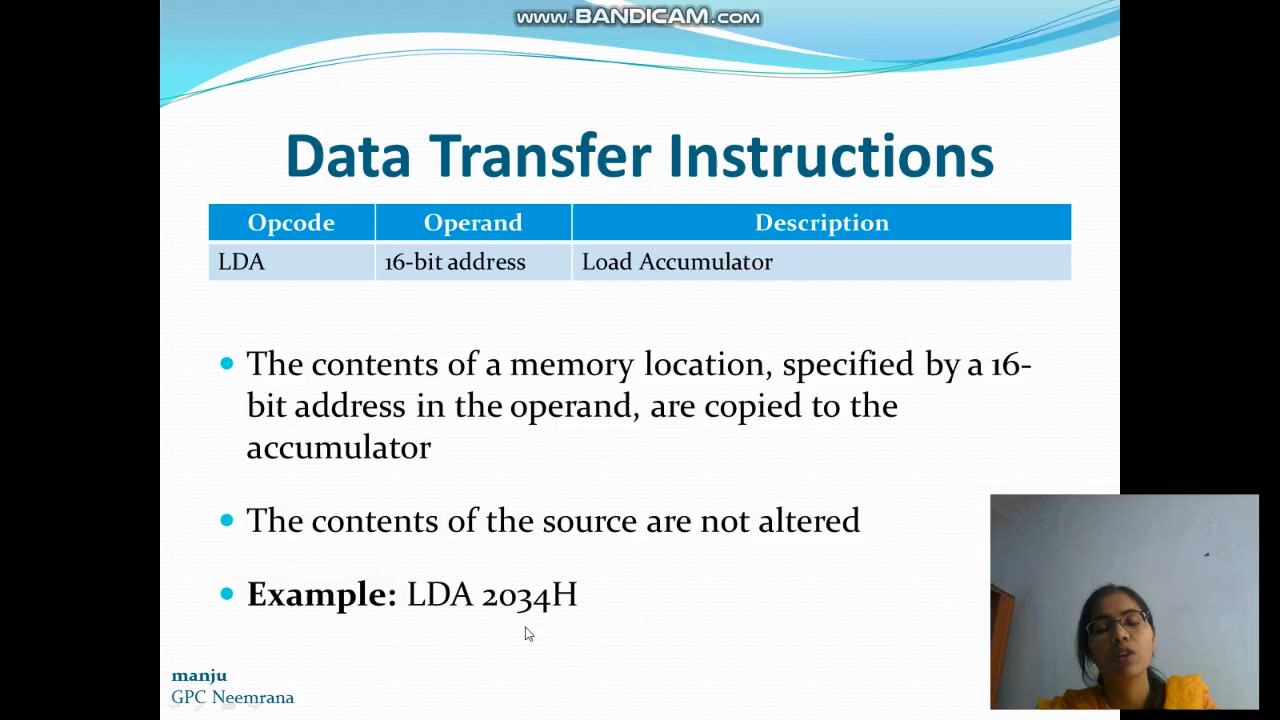 www.BANDICAM.com
Data Transfer Instructions
Opcode Operand Description
LDA 16-bit address Load Accumulator
The contents of a memory location, specified by a 16-
bit address in the operand, are copied to the
accumulator
The contents of the source are not altered
Example: LDA 2034H
manju
GPC Neemrana